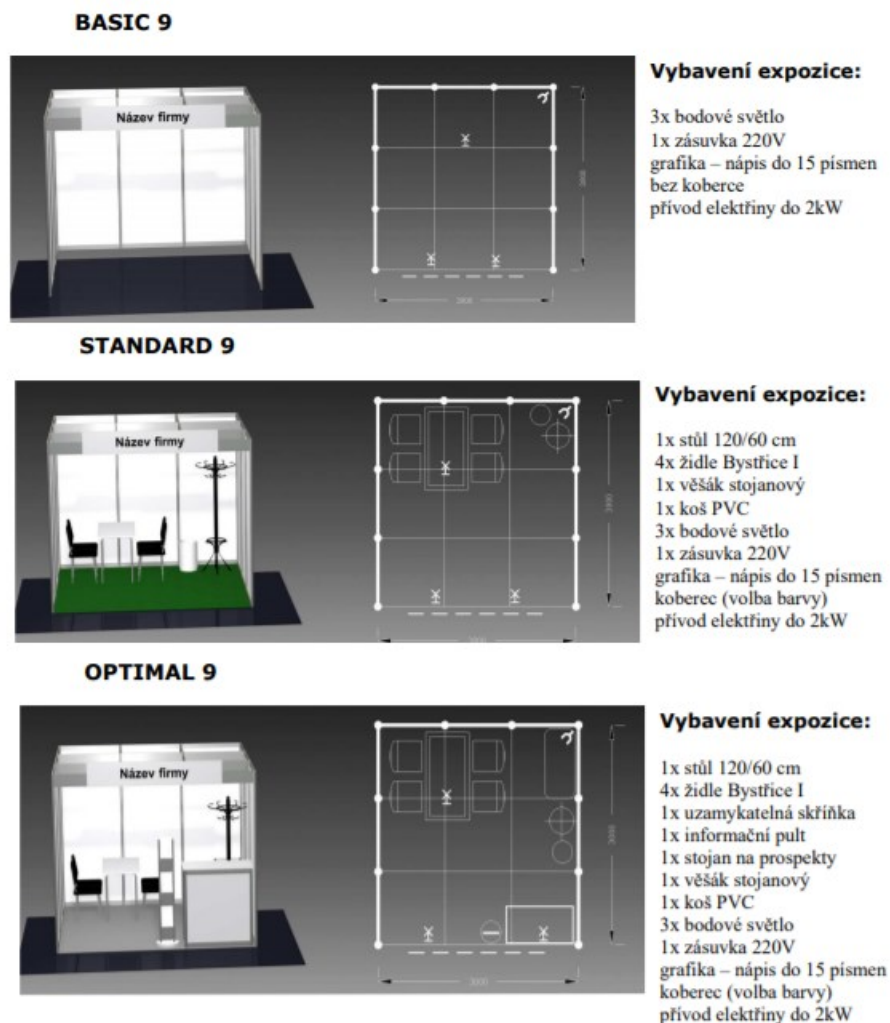 BASIC 9
Název firmy
Vybavení expozice:
3x bodové světlo
1x zásuvka 220V
grafika – nápis do 15 písmen
bez koberce
přívod elektřiny do 2kW
STANDARD 9
Název firmy
3000
Vybavení expozice:
1x stůl 120/60 cm
4x židle Bystřice I
1x věšák stojanový
1x koš PVC
3x bodové světlo
1x zásuvka 220V
grafika – nápis do 15 písmen
koberec (volba barvy)
přívod elektřiny do 2kW
OPTIMAL 9
Název firmy
3000
3000
Vybavení expozice:
1x stůl 120/60 cm
4x židle Bystřice I
1x uzamykatelná skříňka
1x informační pult
1x stojan na prospekty
1x věšák stojanový
1x koš PVC
3x bodové světlo
1x zásuvka 220V
grafika – nápis do 15 písmen
koberec (volba barvy)
přívod elektřiny do 2kW